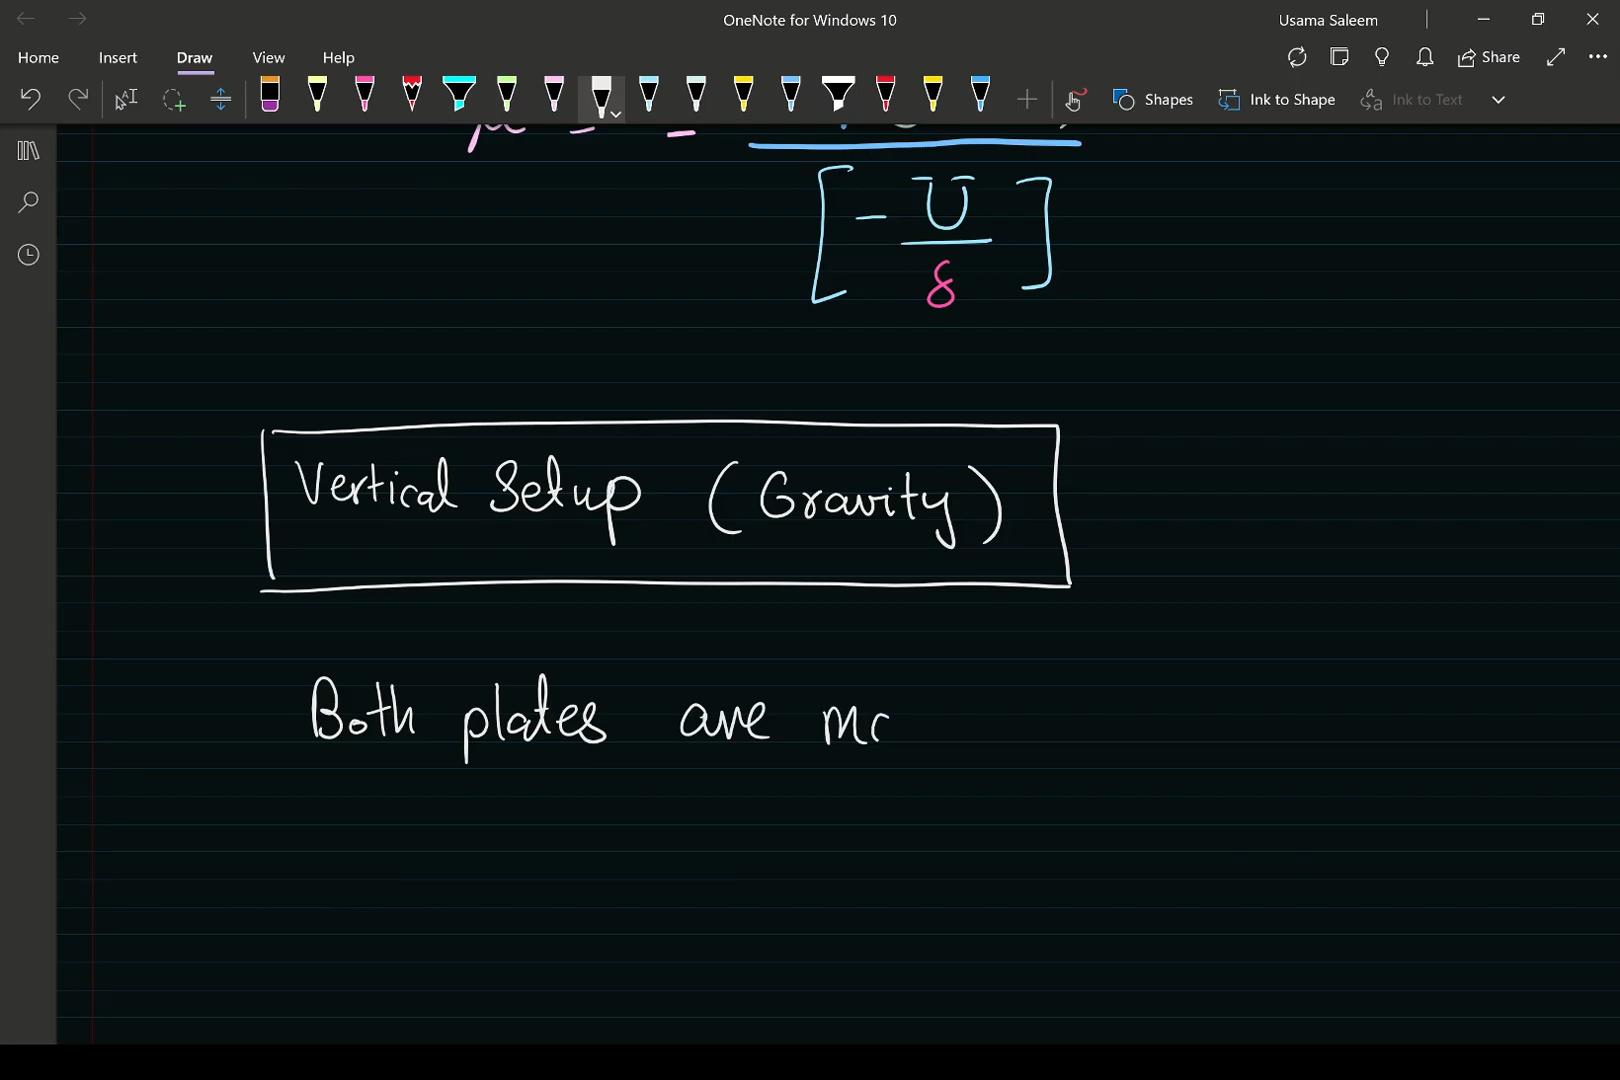 OneNote for Windows 10
Usama Saleem
Home Insert Draw View Help
Share
Shapes Ink to Shape Ink to Text
μ = -
[ - U
8 ]
Vertical Setup (Gravity)
Both plates are mo